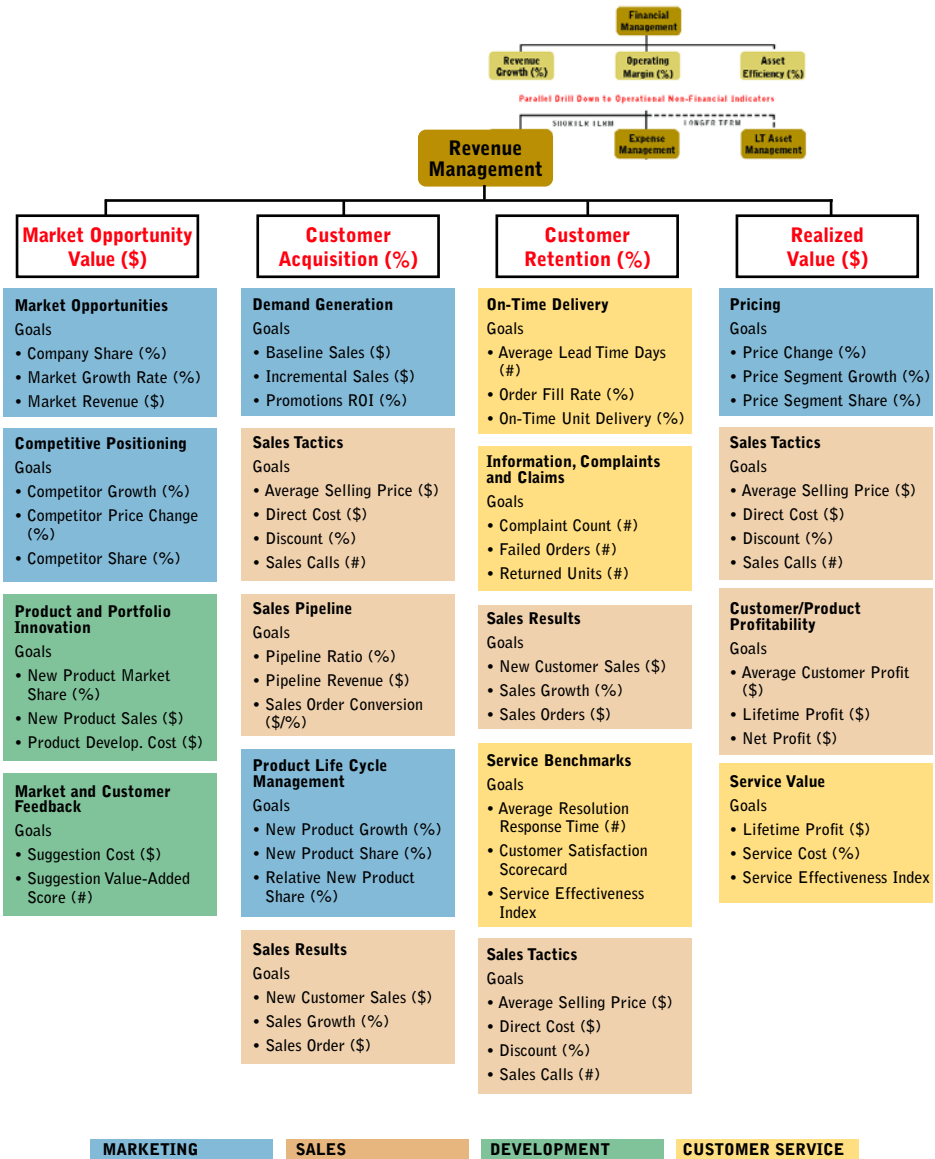 Financial
Management
Revenue
Growth (%)
Operating
Margin (%)
Asset
Efficiency (%)
Parallel Drill Down to Operational Non-Financial Indicators
SHORTER TERM
LONGER TERM
Revenue
Management
Expense
Management
LT Asset
Management
Market Opportunity
Value ($)
Customer
Acquisition (%)
Customer
Retention (%)
Realized
Value ($)
Market Opportunities
Goals
• Company Share (%)
• Market Growth Rate (%)
• Market Revenue ($)
Competitive Positioning
Goals
• Competitor Growth (%)
• Competitor Price Change
(%)
• Competitor Share (%)
Product and Portfolio
Innovation
Goals
• New Product Market
Share (%)
• New Product Sales ($)
• Product Develop. Cost ($)
Market and Customer
Feedback
Goals
• Suggestion Cost ($)
• Suggestion Value-Added
Score (#)
Demand Generation
Goals
• Baseline Sales ($)
• Incremental Sales ($)
• Promotions ROI (%)
Sales Tactics
Goals
• Average Selling Price ($)
• Direct Cost ($)
• Discount (%)
• Sales Calls (#)
Sales Pipeline
Goals
• Pipeline Ratio (%)
• Pipeline Revenue ($)
• Sales Order Conversion
($/%)
Product Life Cycle
Management
Goals
• New Product Growth (%)
• New Product Share (%)
• Relative New Product
Share (%)
Sales Results
Goals
• New Customer Sales ($)
• Sales Growth (%)
• Sales Order ($)
On-Time Delivery
Goals
• Average Lead Time Days
(#)
• Order Fill Rate (%)
• On-Time Unit Delivery (%)
Information, Complaints
and Claims
Goals
• Complaint Count (#)
• Failed Orders (#)
• Returned Units (#)
Sales Results
Goals
• New Customer Sales ($)
• Sales Growth (%)
• Sales Orders ($)
Service Benchmarks
Goals
• Average Resolution
Response Time (#)
• Customer Satisfaction
Scorecard
• Service Effectiveness
Index
Sales Tactics
Goals
• Average Selling Price ($)
• Direct Cost ($)
• Discount (%)
• Sales Calls (#)
Pricing
Goals
• Price Change (%)
• Price Segment Growth (%)
• Price Segment Share (%)
Sales Tactics
Goals
• Average Selling Price ($)
• Direct Cost ($)
• Discount (%)
• Sales Calls (#)
Customer/Product
Profitability
Goals
• Average Customer Profit
($)
• Lifetime Profit ($)
• Net Profit ($)
Service Value
Goals
• Lifetime Profit ($)
• Service Cost (%)
• Service Effectiveness Index
MARKETING
SALES
DEVELOPMENT
CUSTOMER SERVICE